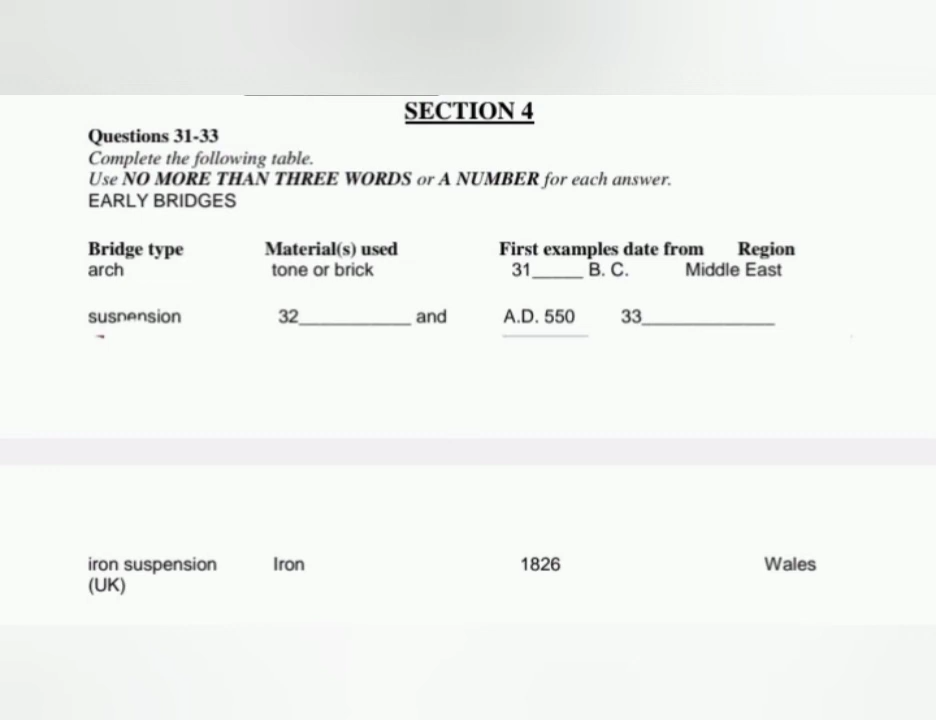 SECTION 4
Questions 31-33
Complete the following table.
Use NO MORE THAN THREE WORDS or A NUMBER for each answer.
EARLY BRIDGES
Bridge type Material(s) used First examples date from Region
arch tone or brick 31_____ B. C. Middle East
suspension 32___________ and A.D. 550 33_____________
iron suspension Iron 1826 Wales
(UK)